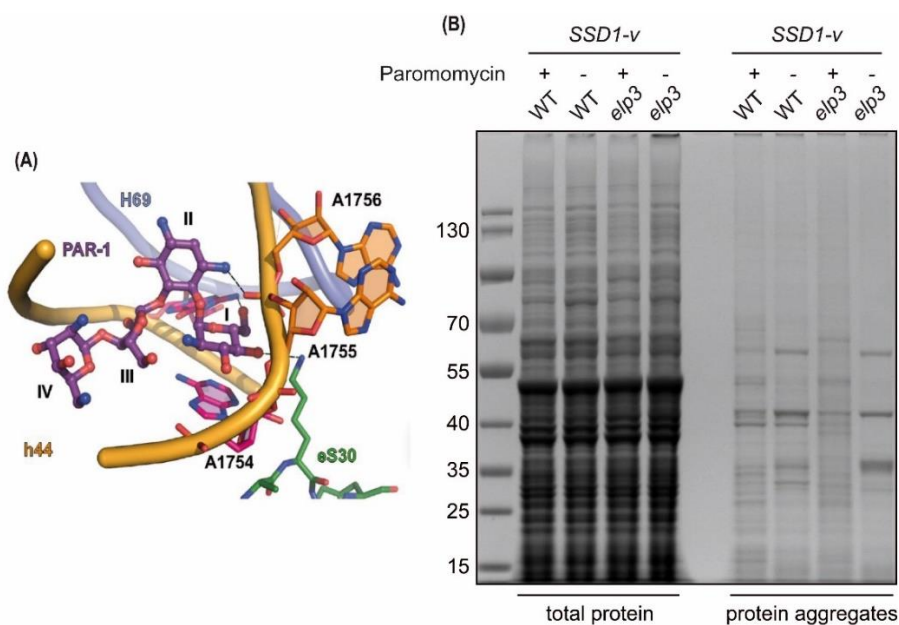 (A)
H69
II
A1756
PAR-1
I
A1755
IV
III
A1754
eS30
h44
(B)
SSD1-v SSD1-v
Paromomycin + - + - + - + -
WT WT elp3 elp3 WT WT elp3 elp3
130
70
55
40
35
25
15
total protein protein aggregates